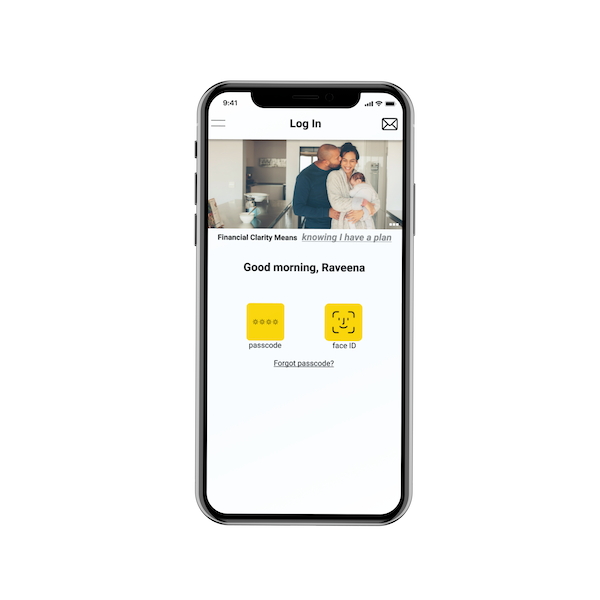 9:41
Log In
Financial Clarity Means knowing I have a plan
Good morning, Raveena
passcode
face ID
Forgot passcode?